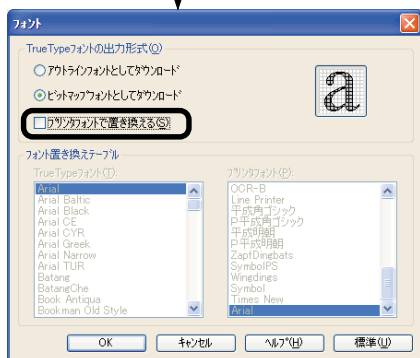 フォント
TrueTypeフォントの出力形式(O)
アウトラインフォントとしてダウンロード
ビットマップフォントとしてダウンロード
a
プリンタフォントで置き換える(S)
フォント置き換えテーブル
TrueTypeフォント(T):
Arial
Arial Baltic
Arial Black
Arial CE
Arial CYR
Arial Greek
Arial Narrow
Arial TUR
Batang
BatangChe
Book Antiqua
Bookman Old Style
プリンタフォント(P):
OCR-B
Line Printer
平成角ゴシック
P平成角ゴシック
平成明朝
P平成明朝
ZaptDingbats
SymbolPS
Wingdings
Symbol
Times New
Arial
OK
キャンセル
ヘルプ(H)
標準(U)